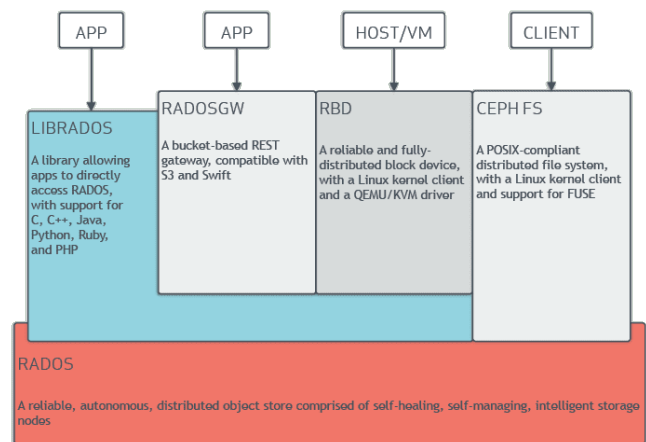 APP
APP
HOST/VM
CLIENT
LIBRADOS
A library allowing
apps to directly
access RADOS,
with support for
C, C++, Java,
Python, Ruby,
and PHP
RADOSGW
A bucket-based REST
gateway, compatible with
S3 and Swift
RBD
A reliable and fully-
distributed block device,
with a Linux kernel client
and a QEMU/KVM driver
CEPH FS
A POSIX-compliant
distributed file system,
with a Linux kernel client
and support for FUSE
RADOS
A reliable, autonomous, distributed object store comprised of self-healing, self-managing, intelligent storage
nodes